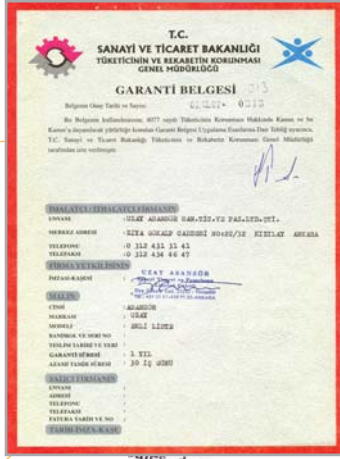 T.C.
SANAYİ VE TİCARET BAKANLIĞI
TÜKETİCİNİN VE REKABETİN KORUNMASI
GENEL MÜDÜRLÜĞÜ
GARANTİ BELGESİ
Belgenin Onay Tarihi ve Sayısı:
Bu Belgenin kullanılmasına; 4077 sayılı Tüketicinin Korunması Hakkında Kanun ve bu
Kanun'a dayanılarak yürürlüğe konulan Garanti Belgesi Uygulama Esaslarına Dair Tebliğ uyarınca,
T.C. Sanayi ve Ticaret Bakanlığı Tüketicinin ve Rekabetin Korunması Genel Müdürlüğü
tarafından izin verilmiştir.
İMALATÇI / İTHALATÇI FİRMANIN
UNVANI : UZAY ASANSÖR SAN.TİC.VE PAZ.LTD.ŞTİ.
MERKEZ ADRESİ : ZİYA GÖKALP CADDESİ NO:22/32 KIZILAY ANKARA
TELEFONU : 0 312 431 31 41
TELEFAKSI : 0 312 434 46 47
FİRMA YETKİLİSİNİN
İMZASI-KAŞESİ
UZAY ASANSÖR
MALIN
CİNSİ : ASANSÖR
MARKASI : UZAY
MODELİ :
BANDROL VE SERİ NO :
TESLİM TARİHİ VE YERİ :
GARANTİ SÜRESİ : 1 YIL
AZAMİ TAMİR SÜRESİ : 30 İŞ GÜNÜ
SATICI FİRMANIN
UNVANI :
ADRESİ :
TELEFONU :
TELEFAKSI :
FATURA TARİH VE NO :
TARİH-İMZA-KAŞE